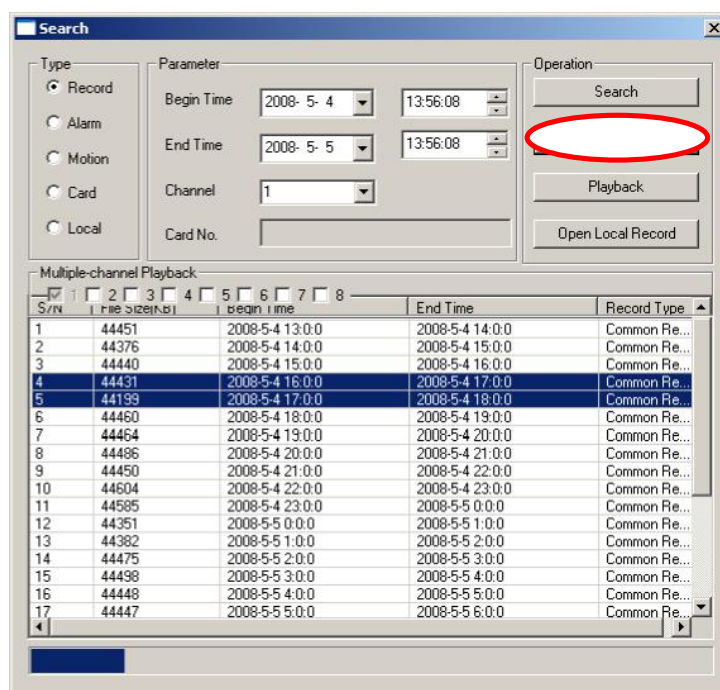 Search
Type
Record
Alarm
Motion
Card
Local
Parameter
Begin Time 2008- 5- 4 13:56:08
End Time 2008- 5- 5 13:56:08
Channel 1
Card No.
Operation
Search
Playback
Open Local Record
Multiple-channel Playback
1 2 3 4 5 6 7 8
S/N File Size(KB) Begin Time End Time Record Type
1 44451 2008-5-4 13:0:0 2008-5-4 14:0:0 Common Re...
2 44376 2008-5-4 14:0:0 2008-5-4 15:0:0 Common Re...
3 44440 2008-5-4 15:0:0 2008-5-4 16:0:0 Common Re...
4 44431 2008-5-4 16:0:0 2008-5-4 17:0:0 Common Re...
5 44199 2008-5-4 17:0:0 2008-5-4 18:0:0 Common Re...
6 44460 2008-5-4 18:0:0 2008-5-4 19:0:0 Common Re...
7 44464 2008-5-4 19:0:0 2008-5-4 20:0:0 Common Re...
8 44486 2008-5-4 20:0:0 2008-5-4 21:0:0 Common Re...
9 44450 2008-5-4 21:0:0 2008-5-4 22:0:0 Common Re...
10 44604 2008-5-4 22:0:0 2008-5-4 23:0:0 Common Re...
11 44585 2008-5-4 23:0:0 2008-5-5 0:0:0 Common Re...
12 44351 2008-5-5 0:0:0 2008-5-5 1:0:0 Common Re...
13 44382 2008-5-5 1:0:0 2008-5-5 2:0:0 Common Re...
14 44475 2008-5-5 2:0:0 2008-5-5 3:0:0 Common Re...
15 44498 2008-5-5 3:0:0 2008-5-5 4:0:0 Common Re...
16 44448 2008-5-5 4:0:0 2008-5-5 5:0:0 Common Re...
17 44447 2008-5-5 5:0:0 2008-5-5 6:0:0 Common Re...